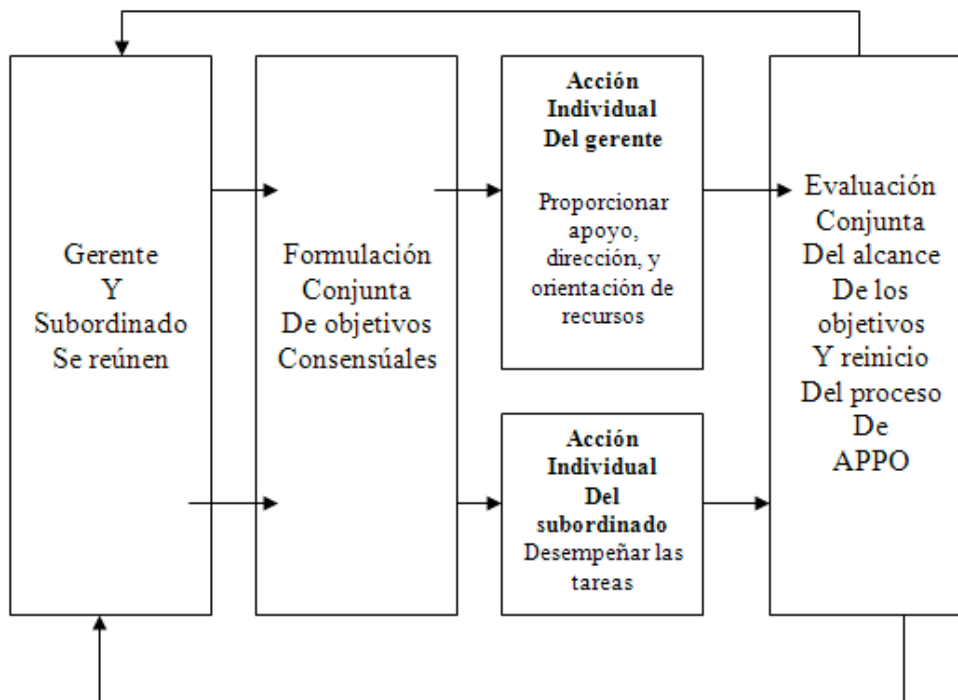 Gerente
Y
Subordinado
Se reúnen
Formulación
Conjunta
De objetivos
Consensúales
Acción
Individual
Del gerente
Proporcionar
apoyo,
dirección, y
orientación de
recursos
Acción
Individual
Del
subordinado
Desempeñar las
tareas
Evaluación
Conjunta
Del alcance
De los
objetivos
Y reinicio
Del proceso
De
APPO